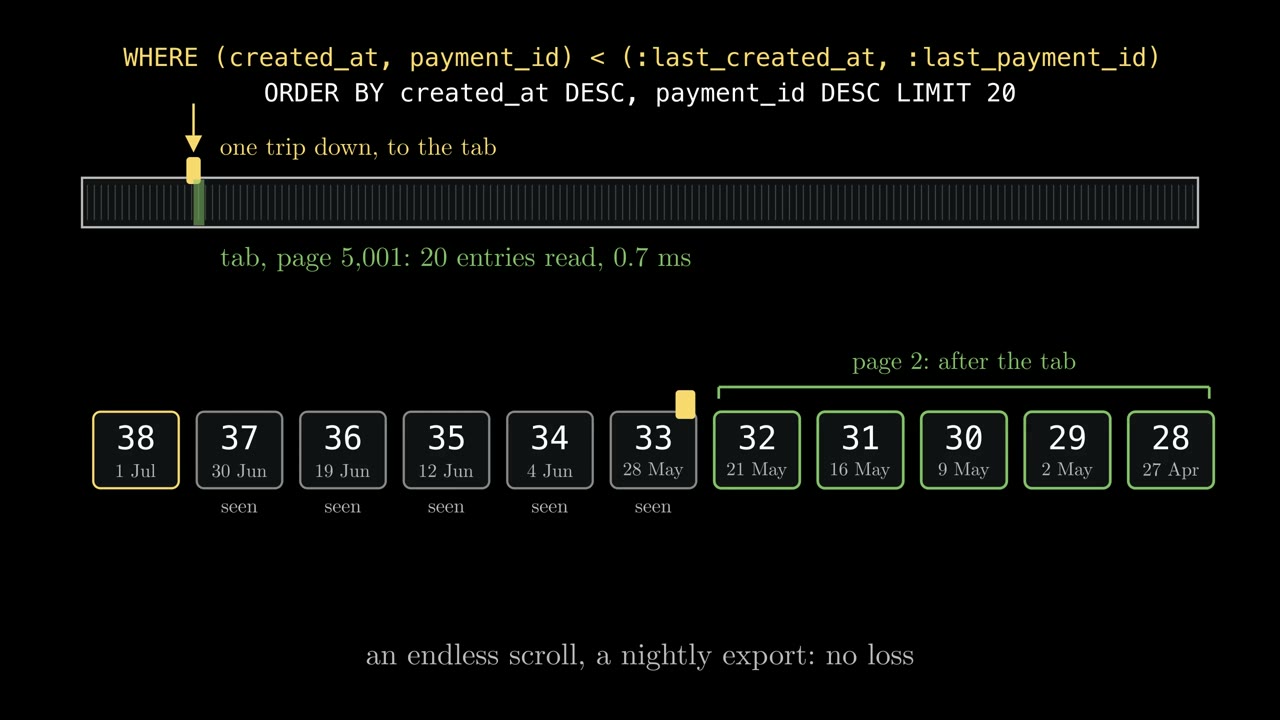 WHERE (created_at, payment_id) < (:last_created_at, :last_payment_id)
ORDER BY created_at DESC, payment_id DESC LIMIT 20
one trip down, to the tab
tab, page 5,001: 20 entries read, 0.7 ms
page 2: after the tab
38 37 36 35 34 33 32 31 30 29 28
1 Jul 30 Jun 19 Jun 12 Jun 4 Jun 28 May 21 May 16 May 9 May 2 May 27 Apr
seen seen seen seen seen
an endless scroll, a nightly export: no loss